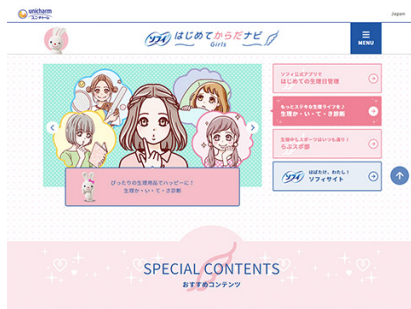 unicharm
ユニ・チャーム
Japan
ソフィ はじめてからだナビ
Girls
MENU
ソフィ公式アプリで
はじめての生理日管理
もっとステキな生理ライフを♪
生理か・い・て・き診断
生理中もスポーツはいつも通り!
らぶスポ部
ソフィ はばたけ、わたし!
ソフィサイト
ぴったりの生理用品でハッピーに!
生理か・い・て・き診断
SPECIAL CONTENTS
おすすめコンテンツ